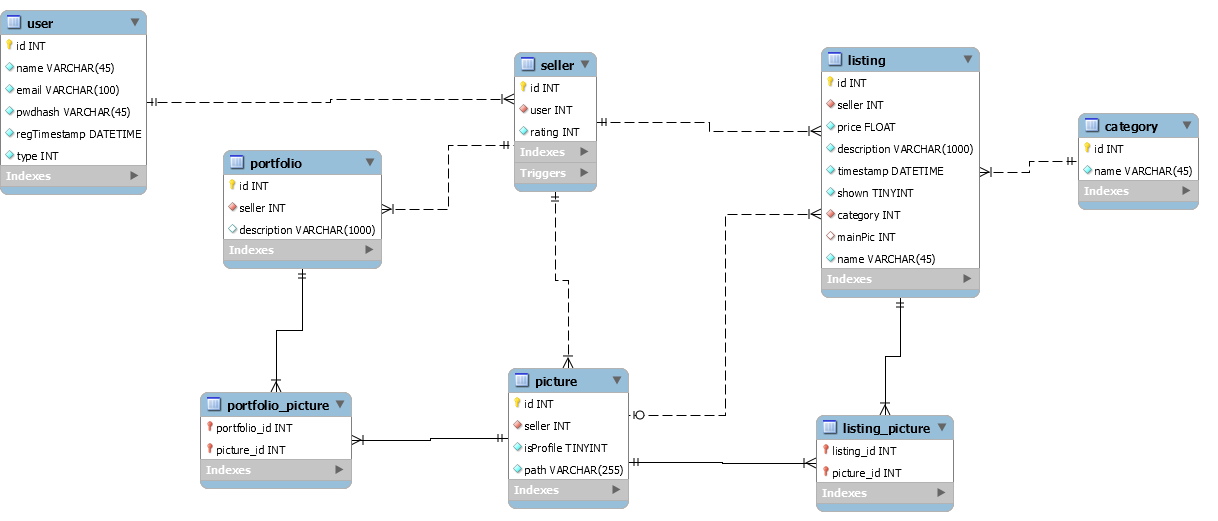 user
id INT
name VARCHAR(45)
email VARCHAR(100)
pwdhash VARCHAR(45)
regTimestamp DATETIME
type INT
Indexes
portfolio
id INT
seller INT
description VARCHAR(1000)
Indexes
seller
id INT
user INT
rating INT
Indexes
Triggers
listing
id INT
seller INT
price FLOAT
description VARCHAR(1000)
timestamp DATETIME
shown TINYINT
category INT
mainPic INT
name VARCHAR(45)
Indexes
category
id INT
name VARCHAR(45)
Indexes
portfolio_picture
portfolio_id INT
picture_id INT
Indexes
picture
id INT
seller INT
isProfile TINYINT
path VARCHAR(255)
Indexes
listing_picture
listing_id INT
picture_id INT
Indexes